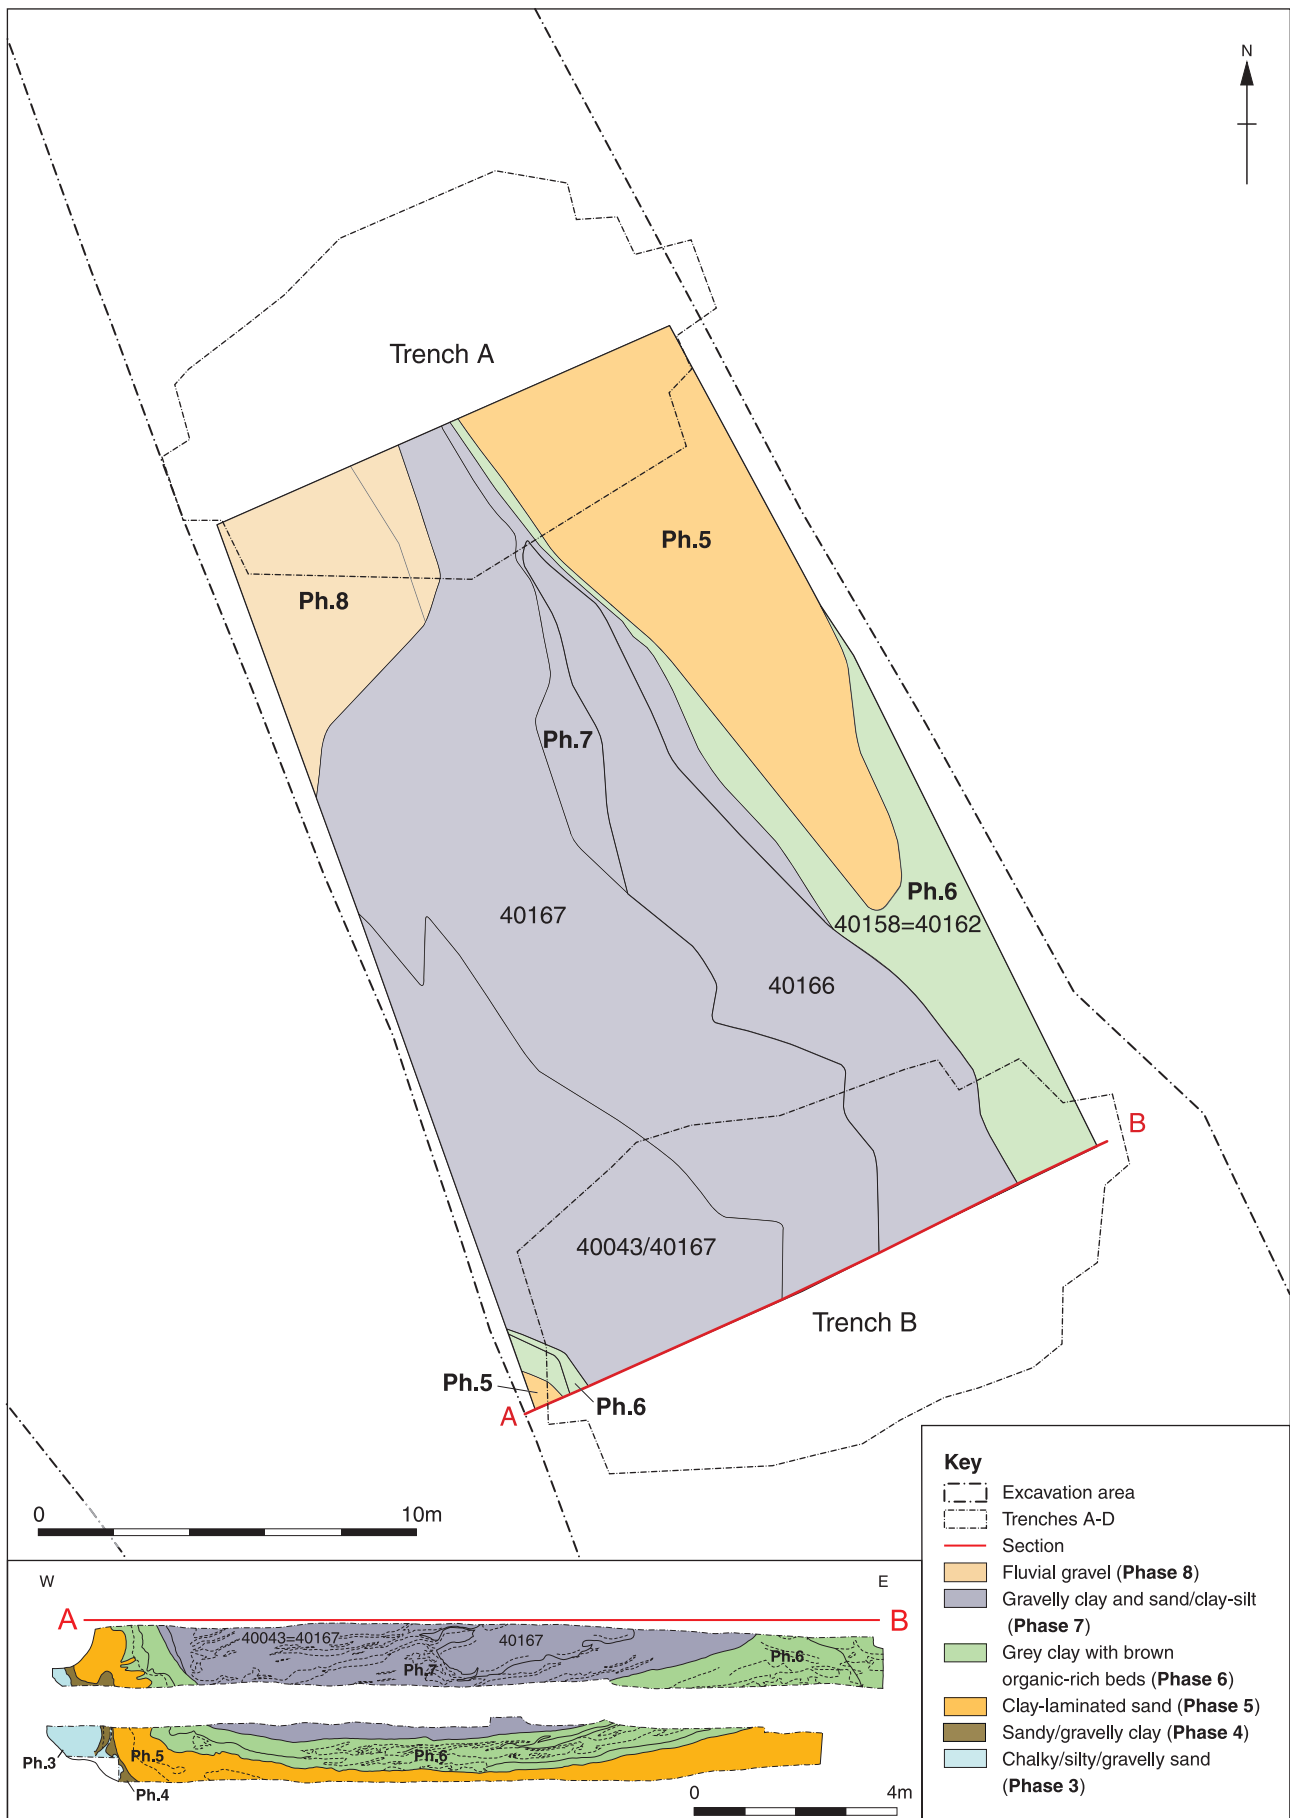 N
Trench A
Ph.5
Ph.8
Ph.7
Ph.6
40158=40162
40167
40166
B
40043/40167
Trench B
Ph.5
Ph.6
A
0 10m
Key
Excavation area
Trenches A-D
Section
Fluvial gravel (Phase 8)
Gravelly clay and sand/clay-silt
(Phase 7)
Grey clay with brown
organic-rich beds (Phase 6)
Clay-laminated sand (Phase 5)
Sandy/gravelly clay (Phase 4)
Chalky/silty/gravelly sand
(Phase 3)
W E
A B
40043=40167 40167
Ph.7 Ph.6
Ph.3 Ph.5 Ph.6
Ph.4
0 4m